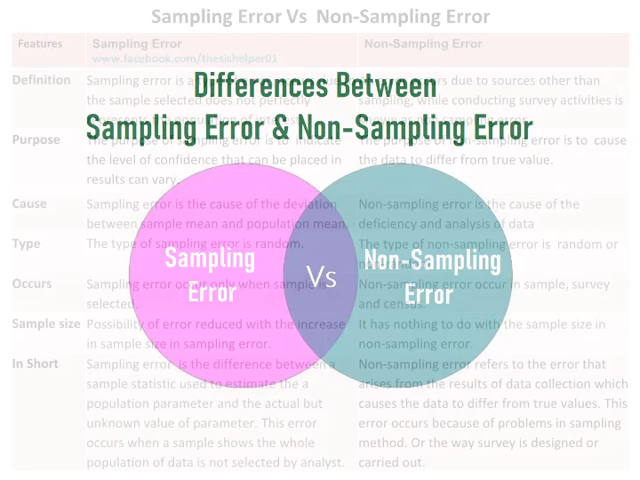 Sampling Error Vs Non-Sampling Error
Features Sampling Error Non-Sampling Error
www.facebook.com/thesishelper01
Differences Between
Sampling Error & Non-Sampling Error
Definition Sampling error is a due
the sample selected does not perfectly
occurs due to sources other than
sampling, while conducting survey activities is
Purpose The purpose of sampling error is to indicate
the level of confidence that can be placed in
results can vary.
The purpose of non-sampling error is to cause
the data to differ from true value.
Cause Sampling error is the cause of the deviation
between sample mean and population mean
Non-sampling error is the cause of the
deficiency and analysis of data
Type The type of sampling error is random.
The type of non-sampling error is random or
Sampling
Error
Vs
Non-Sampling
Error
Occurs Sampling error occur only when sample
selected.
Non-sampling error occur in sample, survey
and census.
Sample size Possibility of error reduced with the increase
in sample size in sampling error.
It has nothing to do with the sample size in
non-sampling error.
In Short Sampling error is the difference between a
sample statistic used to estimate the a
population parameter and the actual but
unknown value of parameter. This error
occurs when a sample shows the whole
population of data is not selected by analyst.
Non-sampling error refers to the error that
arises from the results of data collection which
causes the data to differ from true values. This
error occurs because of problems in sampling
method. Or the way survey is designed or
carried out.